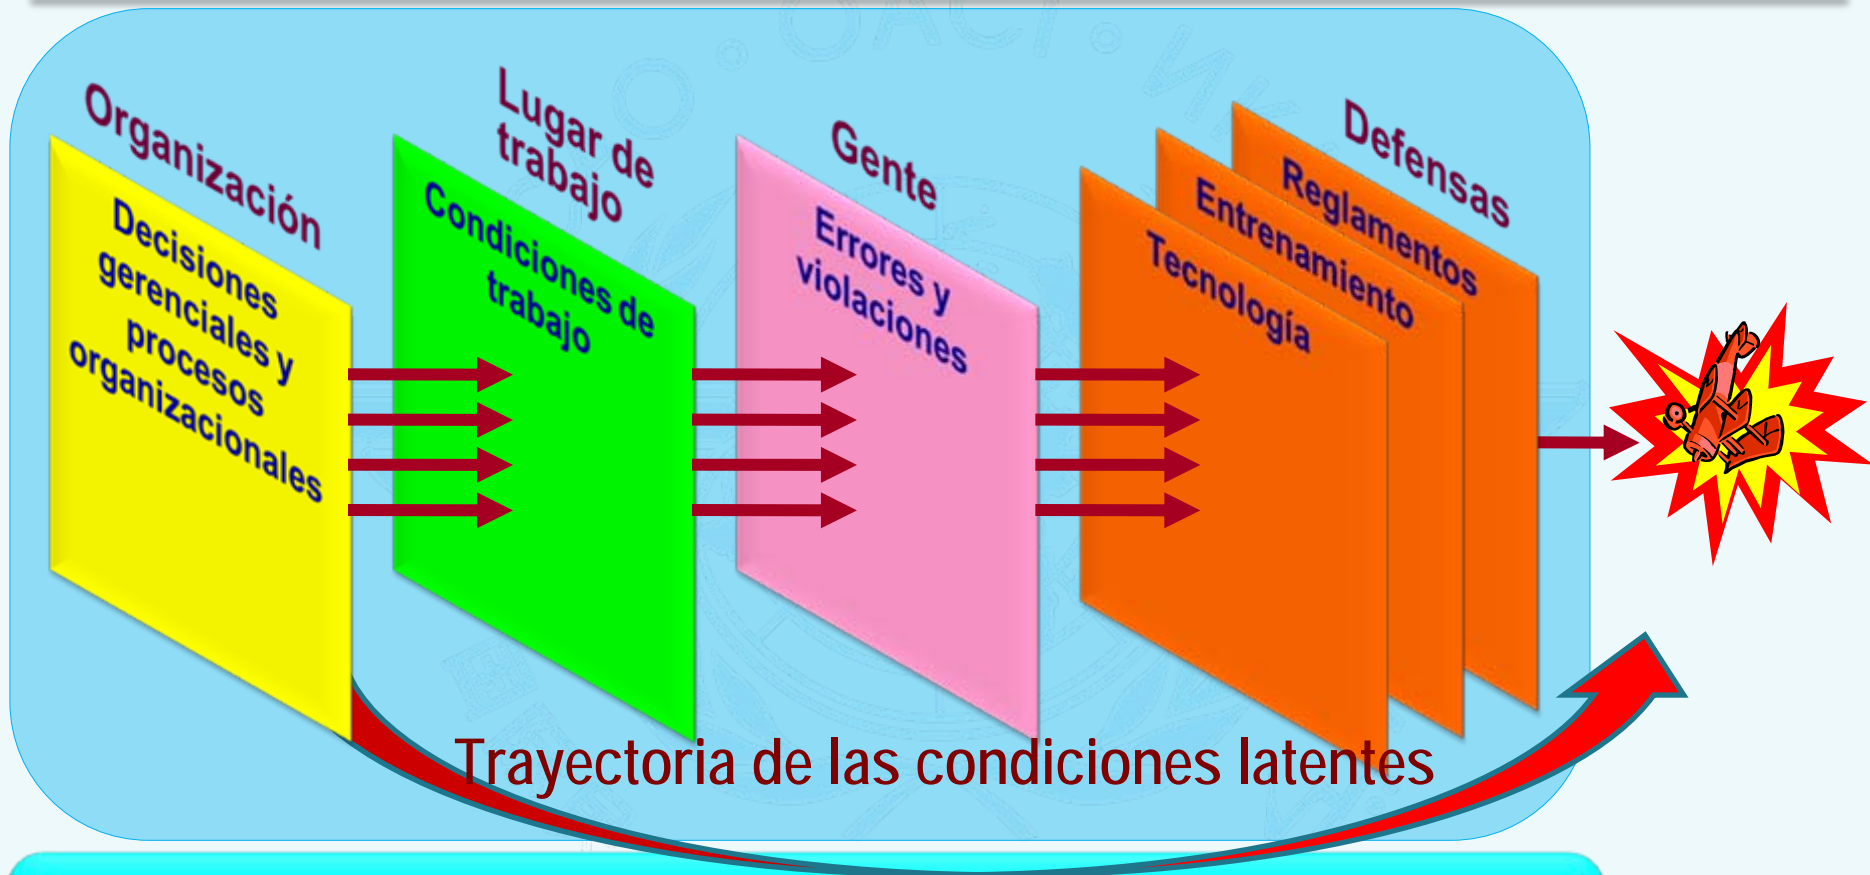 Organización
Decisiones
gerenciales y
procesos
organizacionales
Lugar de
trabajo
Condiciones de
trabajo
Gente
Errores y
violaciones
Defensas
Reglamentos
Entrenamiento
Tecnología
Trayectoria de las condiciones latentes
OACI